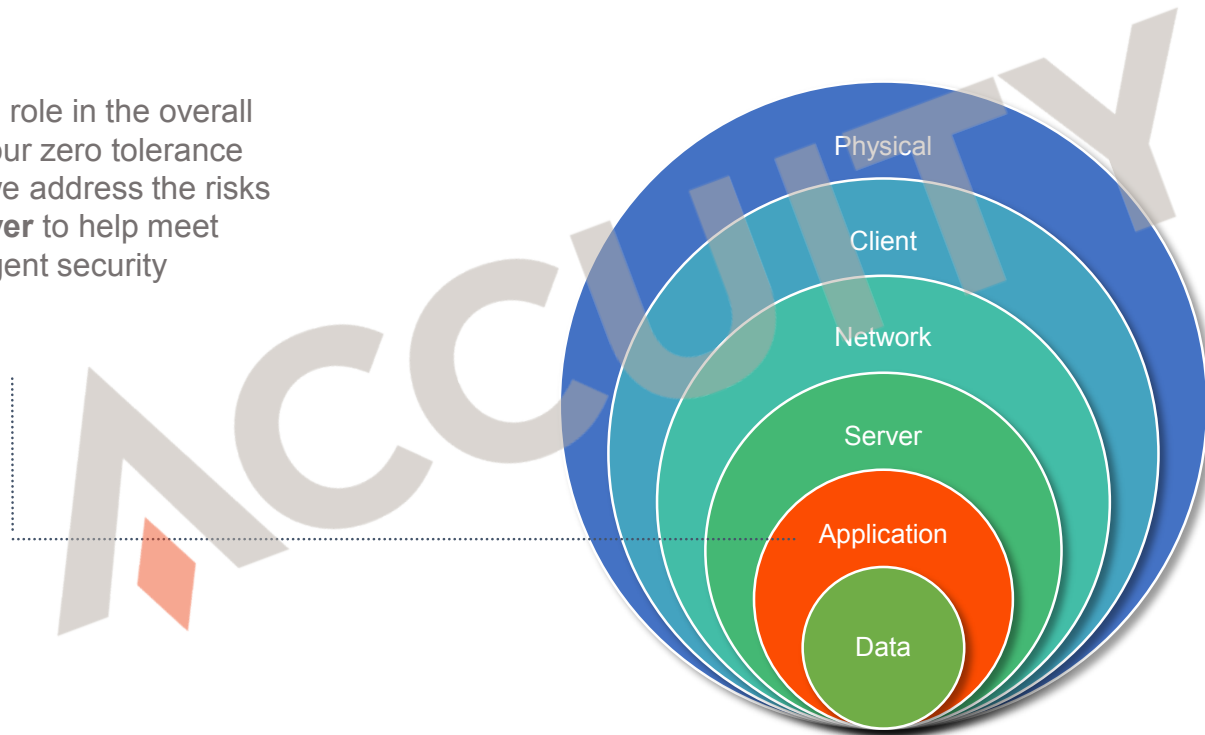 role in the overall
our zero tolerance
we address the risks
ver to help meet
gent security
Physical
Client
Network
Server
Application
Data
ACCUITY